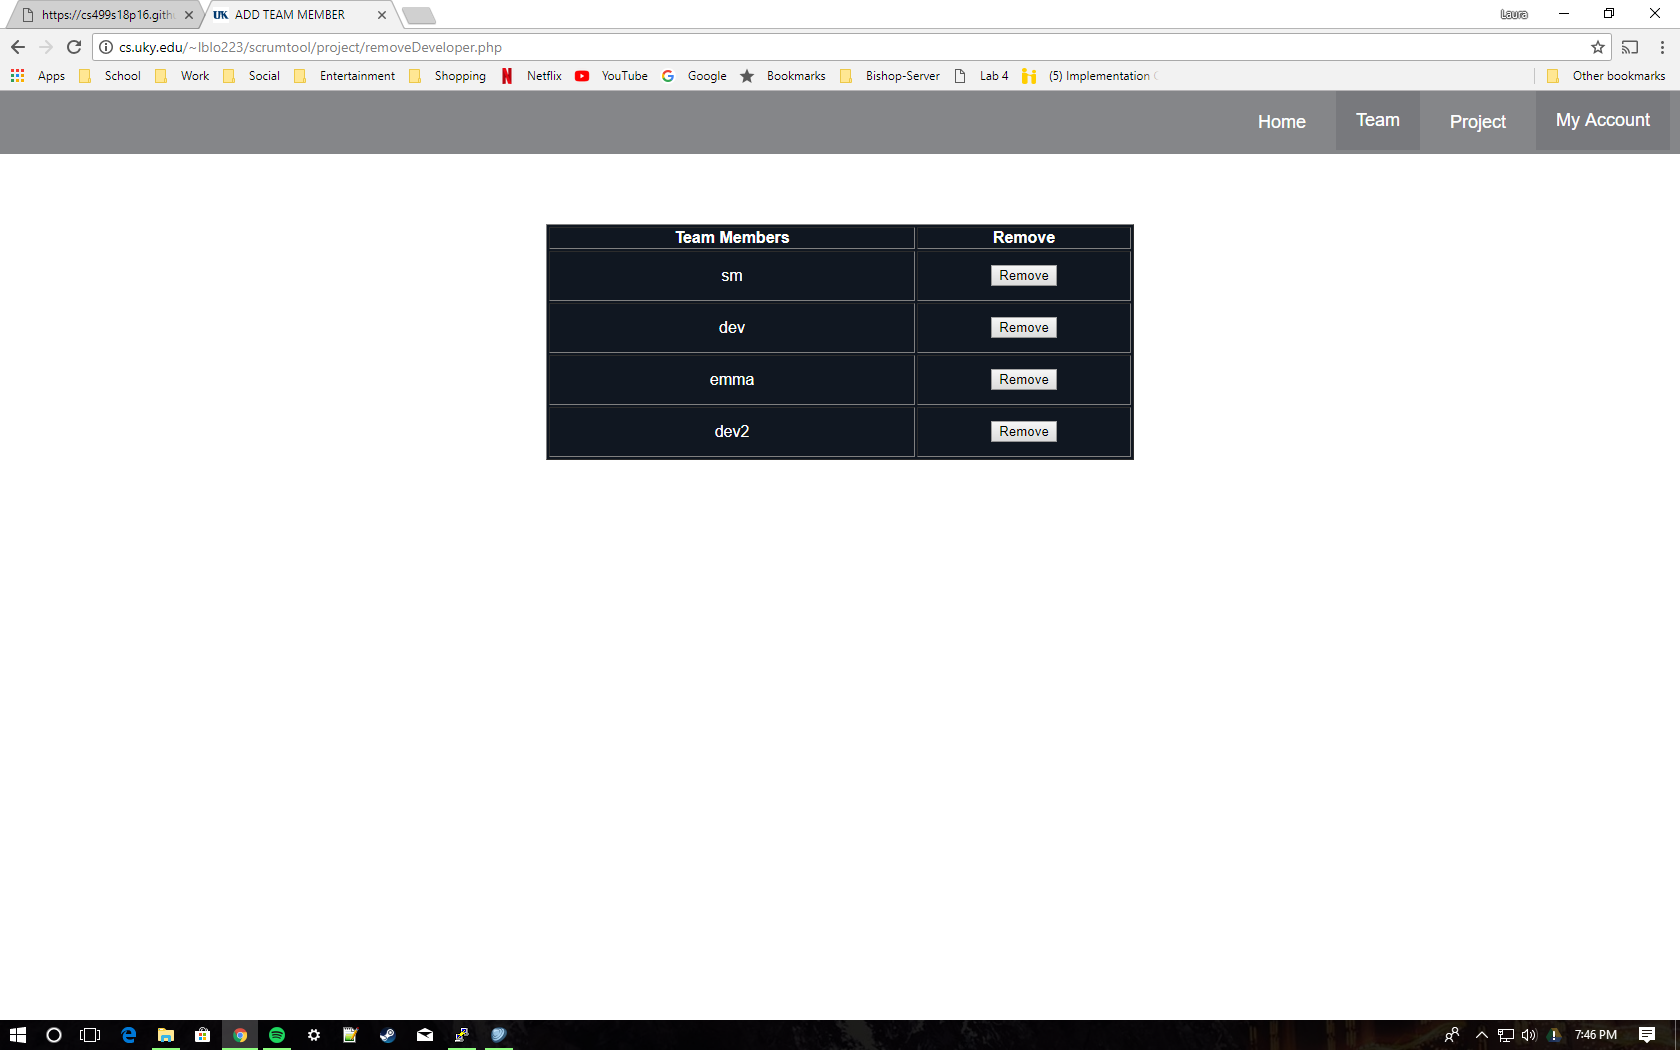 https://cs499s18p16.githu
UK ADD TEAM MEMBER
Laura
cs.uky.edu/~lblo223/scrumtool/project/removeDeveloper.php
Apps School Work Social Entertainment Shopping Netflix YouTube Google Bookmarks Bishop-Server Lab 4 (5) Implementation Other bookmarks
Home Team Project My Account
Team Members Remove
sm Remove
dev Remove
emma Remove
dev2 Remove
7:46 PM